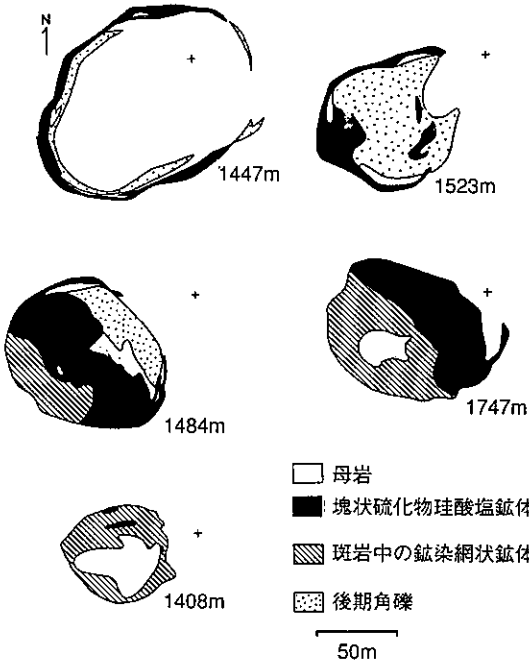 N
1447m
1523m
1484m
1747m
1408m
母岩
塊状硫化物珪酸塩鉱体
斑岩中の鉱染網状鉱体
後期角礫
50m